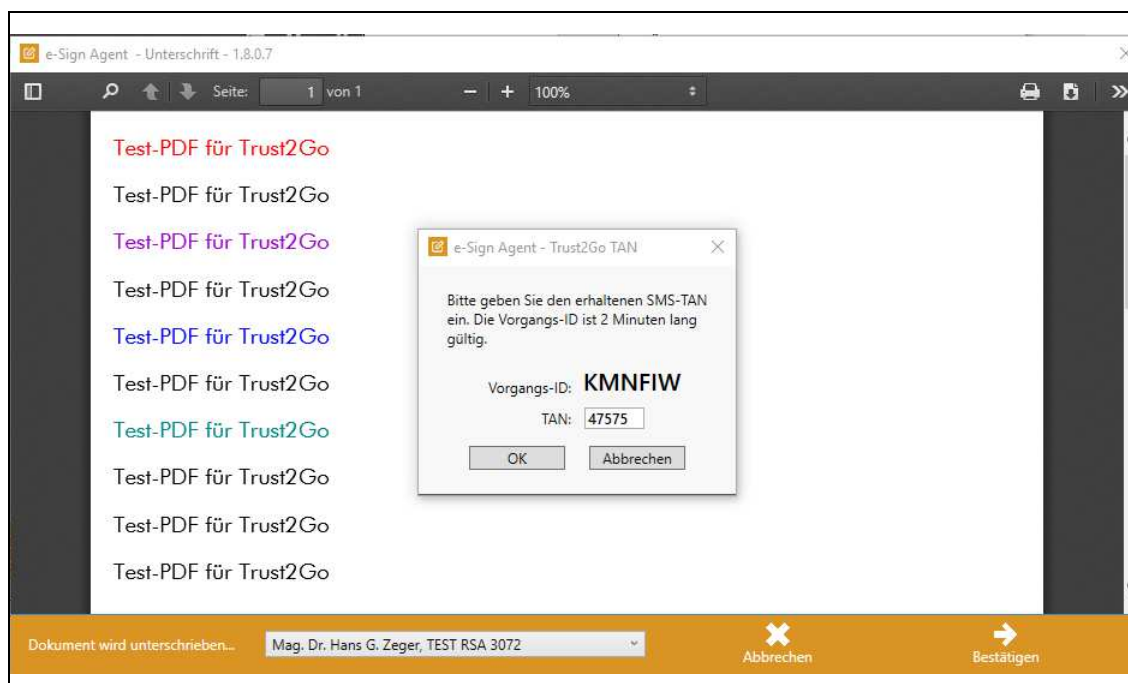 e-Sign Agent - Unterschrift - 1.8.0.7
Seite: 1 von 1 100%
Test-PDF für Trust2Go
Test-PDF für Trust2Go
Test-PDF für Trust2Go
Test-PDF für Trust2Go
Test-PDF für Trust2Go
Test-PDF für Trust2Go
Test-PDF für Trust2Go
Test-PDF für Trust2Go
Test-PDF für Trust2Go
Test-PDF für Trust2Go
e-Sign Agent - Trust2Go TAN
Bitte geben Sie den erhaltenen SMS-TAN
ein. Die Vorgangs-ID ist 2 Minuten lang
gültig.
Vorgangs-ID: KMNFIW
TAN: 47575
OK Abbrechen
Dokument wird unterschrieben... Mag. Dr. Hans G. Zeger, TEST RSA 3072
Abbrechen Bestätigen